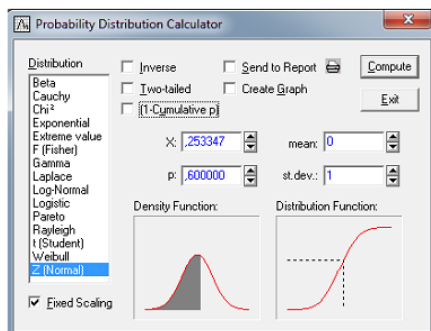 Probability Distribution Calculator
Distribution
Beta
Cauchy
Chi²
Exponential
Extreme value
F (Fisher)
Gamma
Laplace
Log-Normal
Logistic
Pareto
Rayleigh
t (Student)
Weibull
Z (Normal)
Fixed Scaling
Inverse
Two-tailed
(1-Cumulative p)
Send to Report
Create Graph
Compute
Exit
X: ,253347
mean: 0
p: ,600000
st.dev.: 1
Density Function:
Distribution Function: